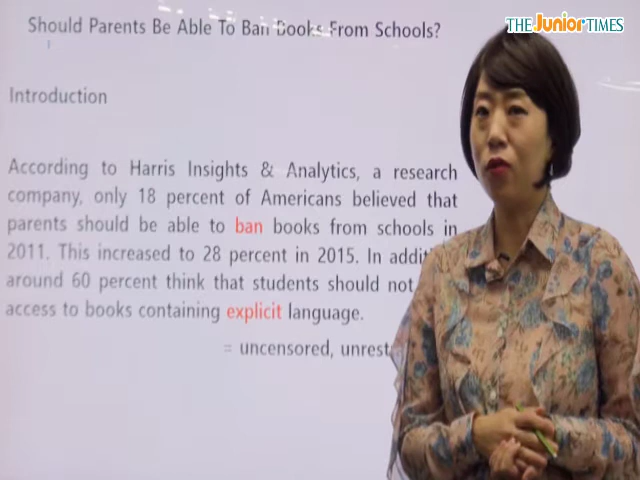 Should Parents Be Able To Ban Books From Schools?
THE Junior TIMES
Introduction
According to Harris Insights & Analytics, a research
company, only 18 percent of Americans believed that
parents should be able to ban books from schools in
2011. This increased to 28 percent in 2015. In additi
around 60 percent think that students should not
access to books containing explicit language.
= uncensored, unrest